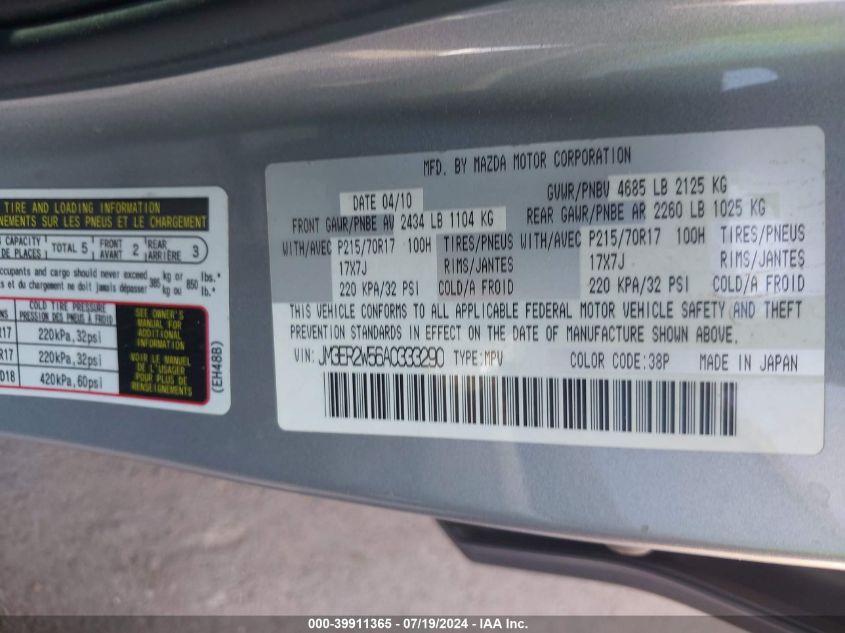 TIRE AND LOADING INFORMATION
NEMENTS SUR LES PNEUS ET LE CHARGEMENT
CAPACITY DE PLACES TOTAL 5 FRONT AVANT 2 REAR ARRIÈRE 3
ccupants and cargo should never exceed 385 kg or 850 lbs.
s et du chargement ne doit jamais dépasser kg ou lb.
COLD TIRE PRESSURE
PRESSION DES PNEUS À FROID
R17 220kPa, 32psi
R17 220kPa, 32psi
D18 420kPa, 60psi
SEE OWNER'S
MANUAL FOR
ADDITIONAL
INFORMATION
VOIR LE MANUEL
DE L'USAGER
POUR PLUS DE
RENSEIGNEMENTS
(EH48B)
MFD. BY MAZDA MOTOR CORPORATION
DATE 04/10 GVWR/PNBV 4685 LB 2125 KG
FRONT GAWR/PNBE AV 2434 LB 1104 KG REAR GAWR/PNBE AR 2260 LB 1025 KG
WITH/AVEC P215/70R17 100H TIRES/PNEUS WITH/AVEC P215/70R17 100H TIRES/PNEUS
17X7J RIMS/JANTES 17X7J RIMS/JANTES
220 KPA/32 PSI COLD/A FROID 220 KPA/32 PSI COLD/A FROID
THIS VEHICLE CONFORMS TO ALL APPLICABLE FEDERAL MOTOR VEHICLE SAFETY AND THEFT
PREVENTION STANDARDS IN EFFECT ON THE DATE OF MANUFACTURE SHOWN ABOVE.
VIN: JM3ER2W56A0333290 TYPE:MPV COLOR CODE:38P MADE IN JAPAN
000-39911365 - 07/19/2024 - IAA Inc.